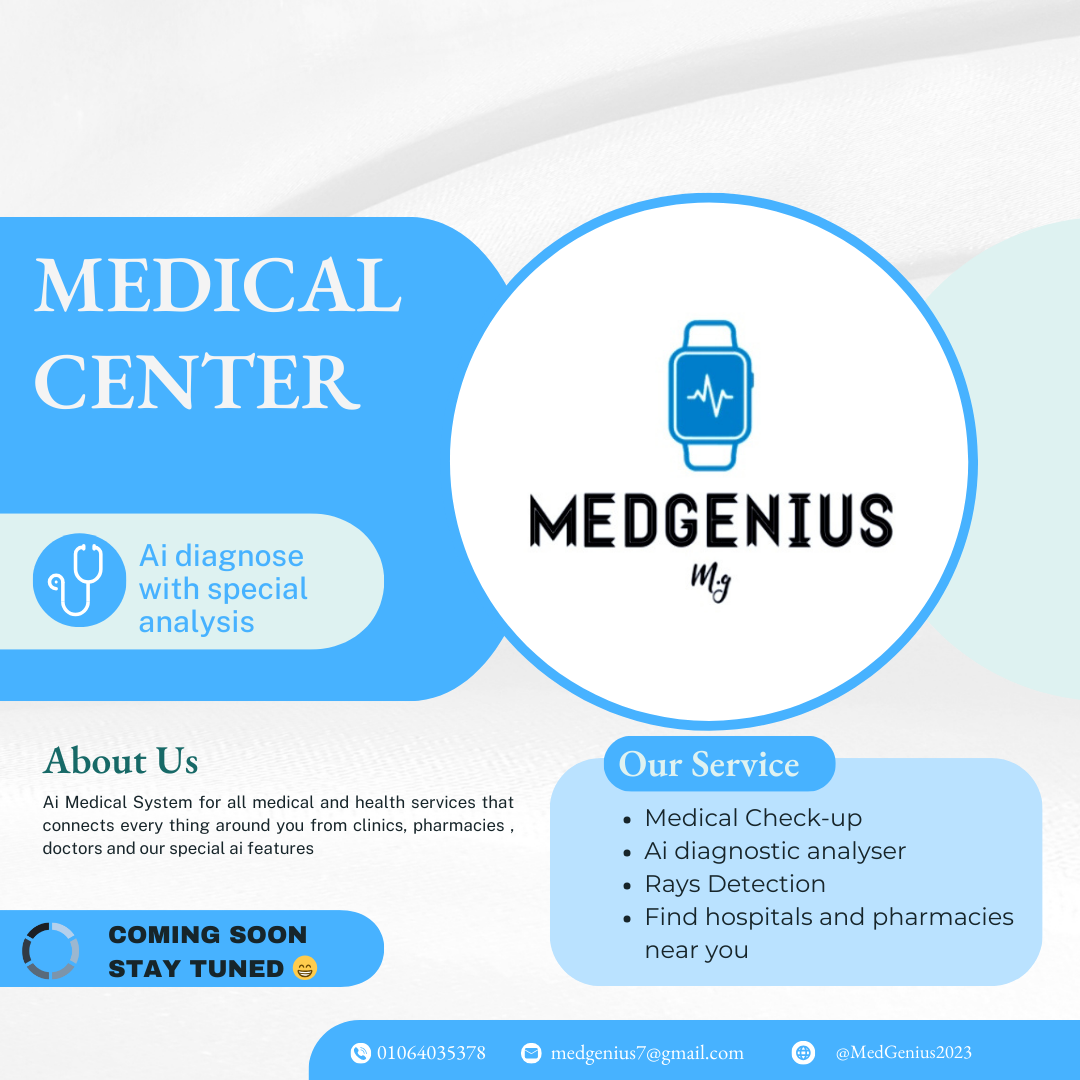 MEDICAL
CENTER
Ai diagnose
with special
analysis
MEDGENIUS
M.g
About Us
Ai Medical System for all medical and health services that
connects every thing around you from clinics, pharmacies ,
doctors and our special ai features
COMING SOON
STAY TUNED 😁
Our Service
• Medical Check-up
• Ai diagnostic analyser
• Rays Detection
• Find hospitals and pharmacies
near you
01064035378 medgenius7@gmail.com @MedGenius2023